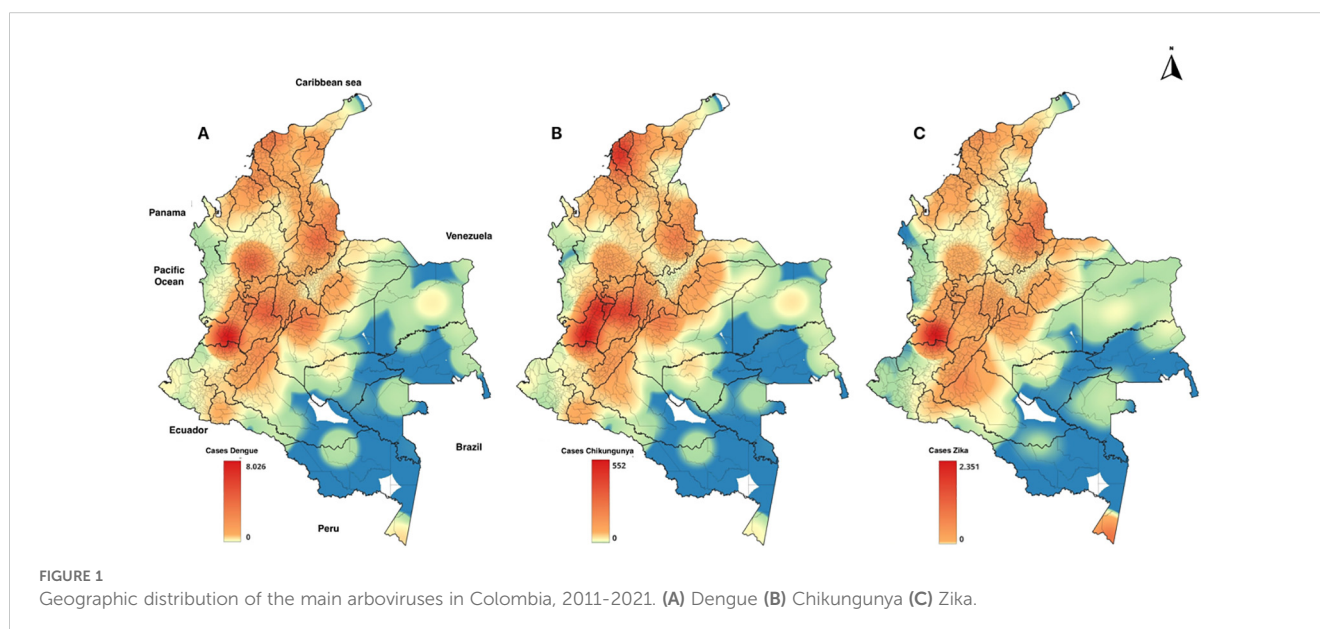 N
Caribbean sea
A
B
C
Panama
Venezuela
Pacific
Ocean
Ecuador
Brazil
Cases Dengue
8.026
0
Cases Chikungunya
552
0
Cases Zika
2.351
0
Peru
FIGURE 1
Geographic distribution of the main arboviruses in Colombia, 2011-2021. (A) Dengue (B) Chikungunya (C) Zika.